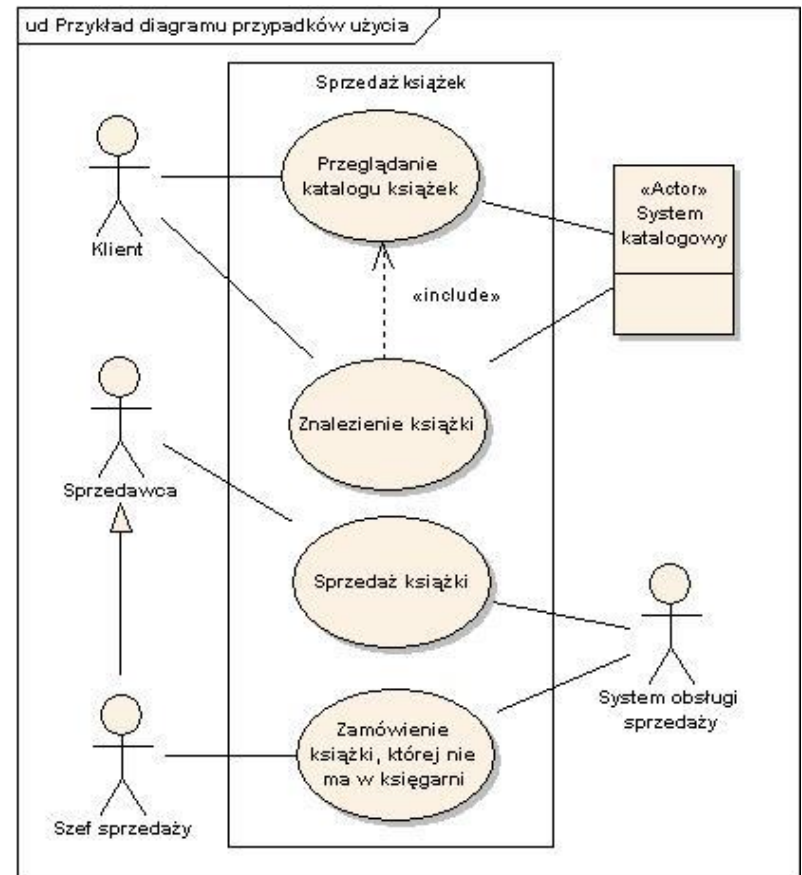 ud Przykład diagramu przypadków użycia
Sprzedaż książek
Przeglądanie
katalogu książek
«Actor»
System
katalogowy
Klient
«include»
Znalezienie książki
Sprzedawca
Sprzedaż książki
System obsługi
sprzedaży
Zamówienie
książki, której nie
ma w księgarni
Szef sprzedaży